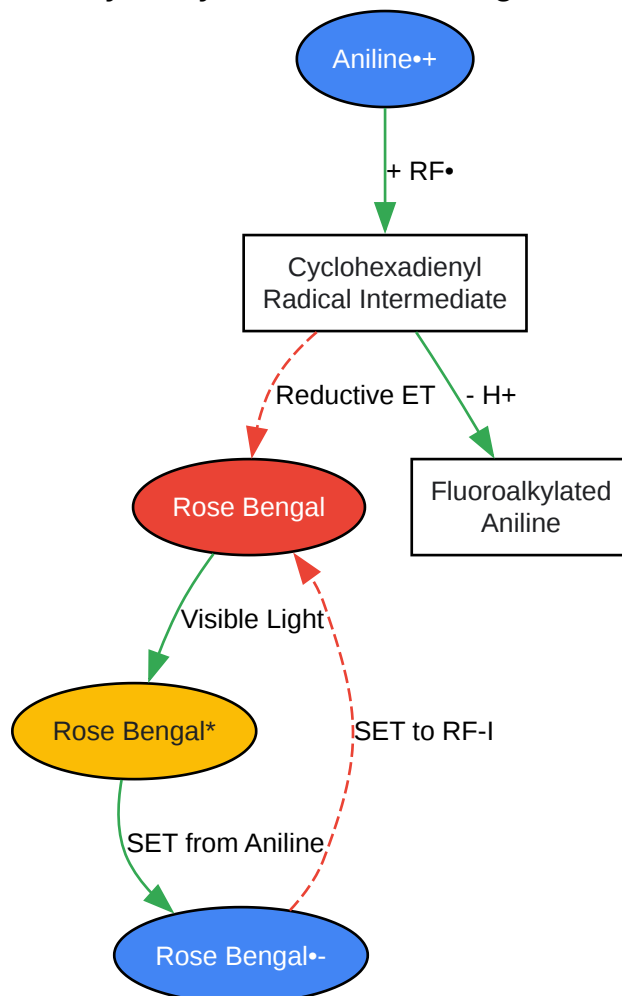 Aniline•+
+ RF•
Cyclohexadienyl
Radical Intermediate
Reductive ET
- H+
Rose Bengal
Fluoroalkylated
Aniline
Visible Light
Rose Bengal*
SET to RF-I
SET from Aniline
Rose Bengal•-